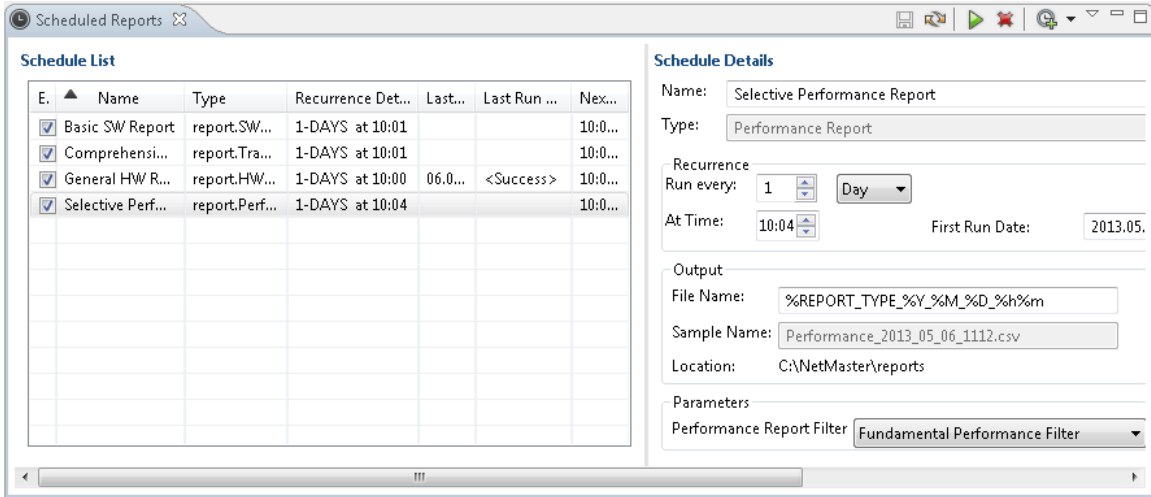 Scheduled Reports
Schedule List
E. Name Type Recurrence Det... Last... Last Run ... Nex...
Basic SW Report report.SW... 1-DAYS at 10:01 10:0...
Comprehensi... report.Tra... 1-DAYS at 10:01 10:0...
General HW R... report.HW... 1-DAYS at 10:00 06.0... <Success> 10:0...
Selective Perf... report.Perf... 1-DAYS at 10:04 10:0...
Schedule Details
Name: Selective Performance Report
Type: Performance Report
Recurrence
Run every: 1 Day
At Time: 10:04 First Run Date: 2013.05.
Output
File Name: %REPORT_TYPE_%Y_%M_%D_%h%m
Sample Name: Performance_2013_05_06_1112.csv
Location: C:\NetMaster\reports
Parameters
Performance Report Filter Fundamental Performance Filter